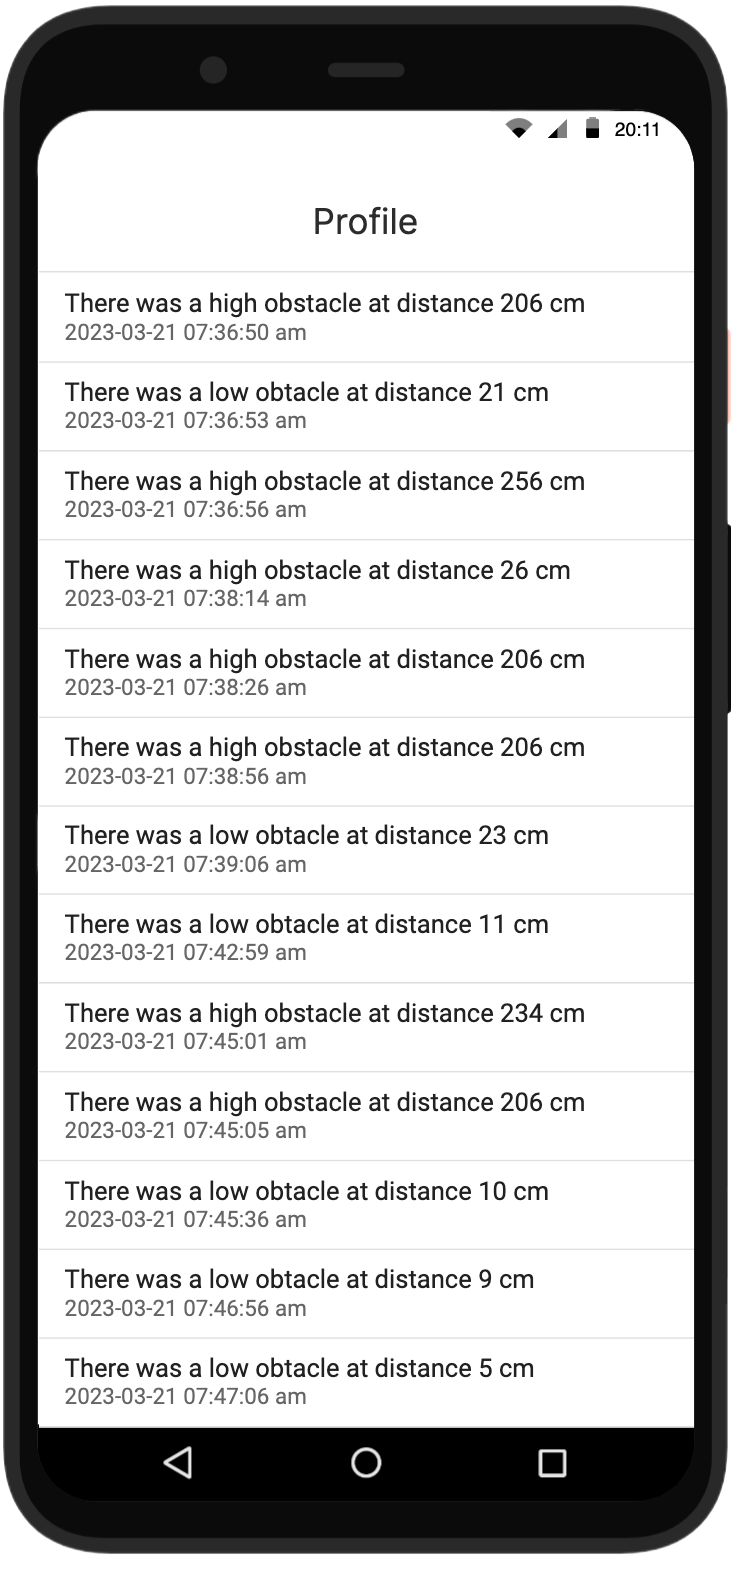 20:11
Profile
There was a high obstacle at distance 206 cm
2023-03-21 07:36:50 am
There was a low obtacle at distance 21 cm
2023-03-21 07:36:53 am
There was a high obstacle at distance 256 cm
2023-03-21 07:36:56 am
There was a high obstacle at distance 26 cm
2023-03-21 07:38:14 am
There was a high obstacle at distance 206 cm
2023-03-21 07:38:26 am
There was a high obstacle at distance 206 cm
2023-03-21 07:38:56 am
There was a low obtacle at distance 23 cm
2023-03-21 07:39:06 am
There was a low obtacle at distance 11 cm
2023-03-21 07:42:59 am
There was a high obstacle at distance 234 cm
2023-03-21 07:45:01 am
There was a high obstacle at distance 206 cm
2023-03-21 07:45:05 am
There was a low obtacle at distance 10 cm
2023-03-21 07:45:36 am
There was a low obtacle at distance 9 cm
2023-03-21 07:46:56 am
There was a low obtacle at distance 5 cm
2023-03-21 07:47:06 am